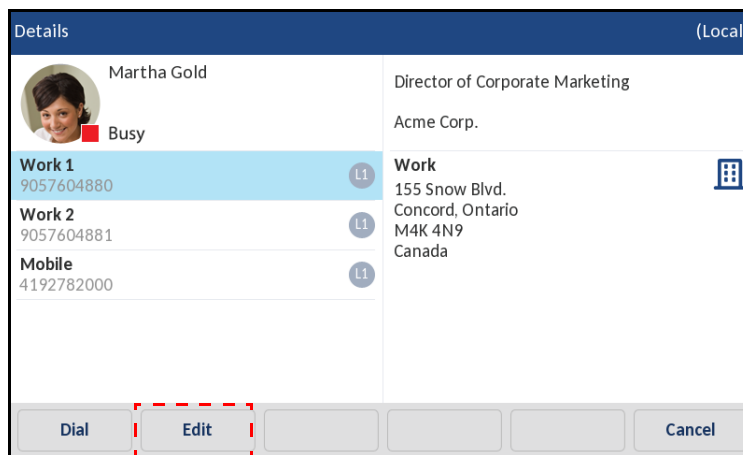 Details
(Local
Martha Gold
Busy
Director of Corporate Marketing
Acme Corp.
Work 1
9057604880
L1
Work 2
9057604881
L1
Mobile
4192782000
L1
Work
155 Snow Blvd.
Concord, Ontario
M4K 4N9
Canada
Dial
Edit
Cancel